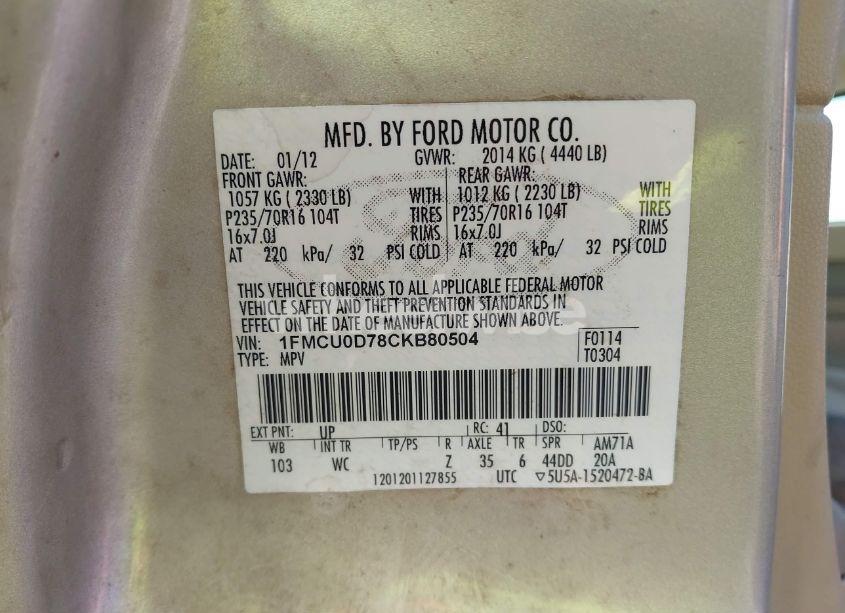 MFD. BY FORD MOTOR CO.
DATE: 01/12 GVWR: 2014 KG ( 4440 LB)
FRONT GAWR: REAR GAWR:
1057 KG ( 2330 LB) WITH 1012 KG ( 2230 LB) WITH
P235/70R16 104T TIRES P235/70R16 104T TIRES
16x7.0J RIMS 16x7.0J RIMS
AT 220 kPa/ 32 PSI COLD AT 220 kPa/ 32 PSI COLD
THIS VEHICLE CONFORMS TO ALL APPLICABLE FEDERAL MOTOR
VEHICLE SAFETY AND THEFT PREVENTION STANDARDS IN
EFFECT ON THE DATE OF MANUFACTURE SHOWN ABOVE.
VIN: 1FMCU0D78CKB80504 F0114
TYPE: MPV T0304
EXT PNT: UP RC: 41 DSO:
WB INT TR TP/PS R AXLE TR SPR AM71A
103 WC Z 35 6 44DD 20A
1201201127855 UTC ▽5U5A-1520472-BA